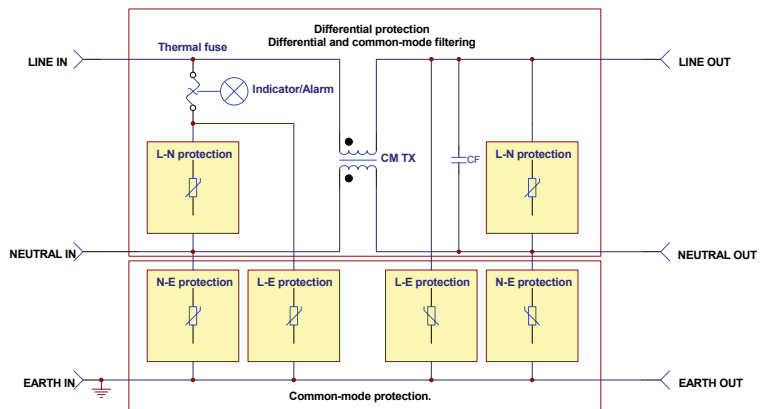 Differential protection
Differential and common-mode filtering
Thermal fuse
LINE IN
LINE OUT
Indicator/Alarm
L-N protection
CM TX
CF
L-N protection
NEUTRAL IN
NEUTRAL OUT
N-E protection
L-E protection
L-E protection
N-E protection
EARTH IN
EARTH OUT
Common-mode protection.